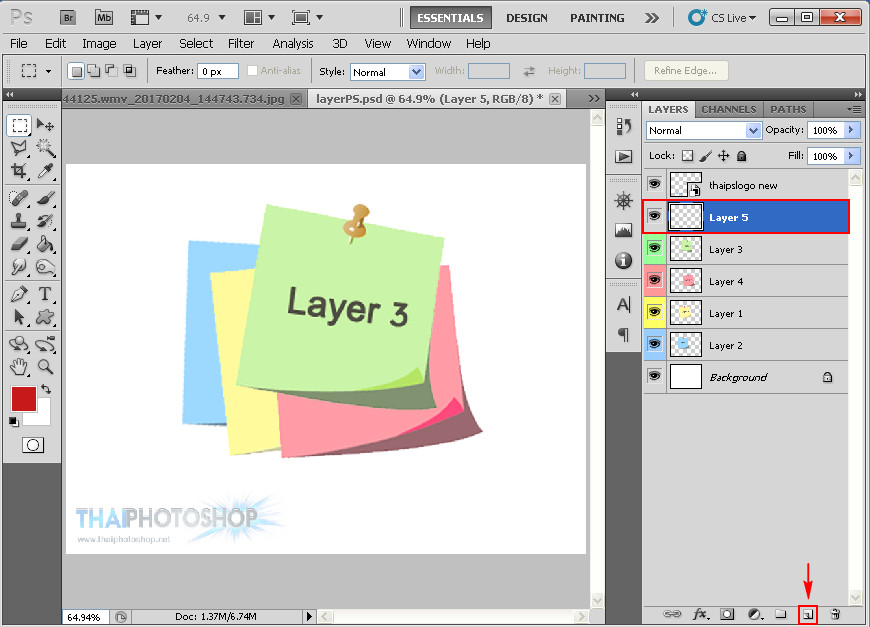 Ps Br Mb 64.9 ESSENTIALS DESIGN PAINTING CS Live
File Edit Image Layer Select Filter Analysis 3D View Window Help
Feather: 0 px Anti-alias Style: Normal Width: Height: Refine Edge...
44125.wmv_20170204_144743.734.jpg layerPS.psd @ 64.9% (Layer 5, RGB/8) *
LAYERS CHANNELS PATHS
Normal Opacity: 100%
Lock: Fill: 100%
thaipslogo new
Layer 5
Layer 3
Layer 4
Layer 1
Layer 2
Background
Layer 3
THAIPHOTOSHOP
www.thaiphotoshop.net
64.94% Doc: 1.37M/6.74M